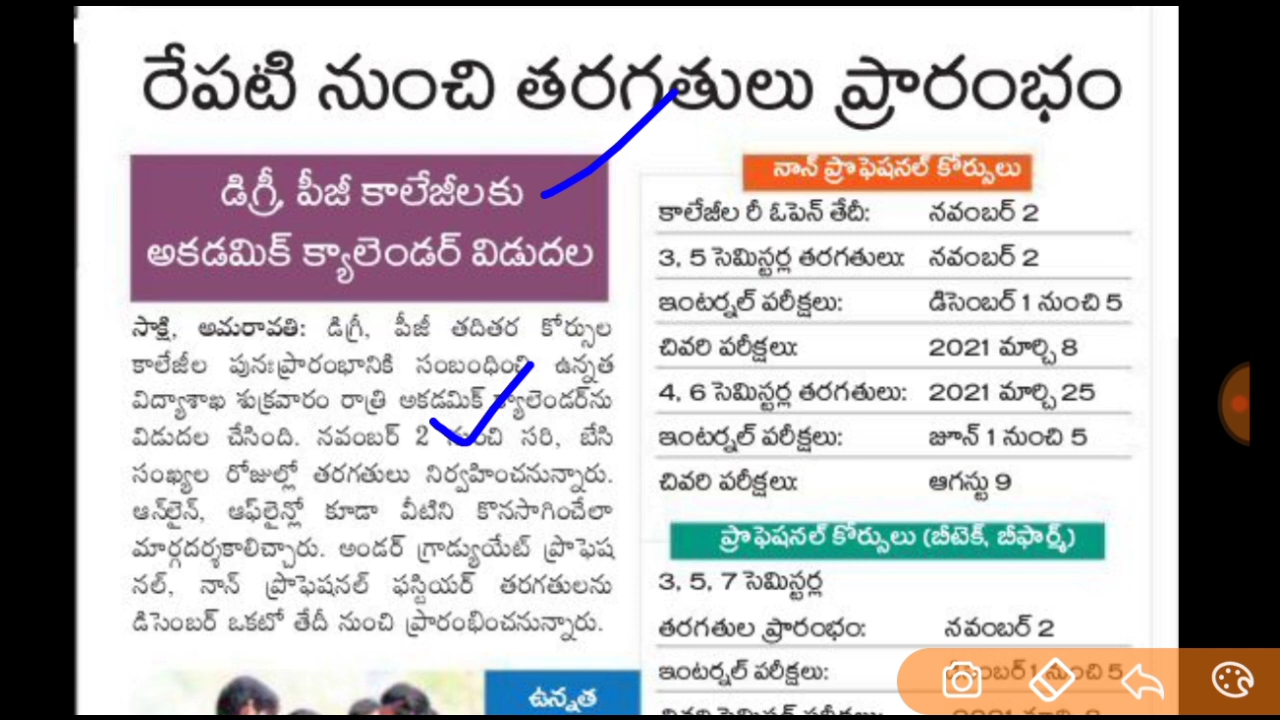 రేపటి నుంచి తరగతులు ప్రారంభం
డిగ్రీ, పీజీ కాలేజీలకు
అకడమిక్ క్యాలెండర్ విడుదల
సాక్షి, అమరావతి: డిగ్రీ, పీజీ తదితర కోర్సుల
కాలేజీల పునఃప్రారంభానికి సంబంధించి ఉన్నత
విద్యాశాఖ శుక్రవారం రాత్రి అకడమిక్ క్యాలెండర్‌ను
విడుదల చేసింది. నవంబర్ 2 నుంచి సరి, బేసి
సంఖ్యల రోజుల్లో తరగతులు నిర్వహించనున్నారు.
ఆన్‌లైన్, ఆఫ్‌లైన్లో కూడా వీటిని కొనసాగించేలా
మార్గదర్శకాలిచ్చారు. అండర్ గ్రాడ్యుయేట్ ప్రొఫెష
నల్, నాన్ ప్రొఫెషనల్ ఫస్టియర్ తరగతులను
డిసెంబర్ ఒకటో తేదీ నుంచి ప్రారంభించనున్నారు.
ఉన్నత
నాన్ ప్రొఫెషనల్ కోర్సులు
కాలేజీల రీ ఓపెన్ తేదీ: నవంబర్ 2
3, 5 సెమిస్టర్ల తరగతులు: నవంబర్ 2
ఇంటర్నల్ పరీక్షలు: డిసెంబర్ 1 నుంచి 5
చివరి పరీక్షలు: 2021 మార్చి 8
4, 6 సెమిస్టర్ల తరగతులు: 2021 మార్చి 25
ఇంటర్నల్ పరీక్షలు: జూన్ 1 నుంచి 5
చివరి పరీక్షలు: ఆగస్టు 9
ప్రొఫెషనల్ కోర్సులు (బీటెక్, బీఫార్మ్)
3, 5, 7 సెమిస్టర్ల
తరగతుల ప్రారంభం: నవంబర్ 2
ఇంటర్నల్ పరీక్షలు: డిసెంబర్ 1 నుంచి 5